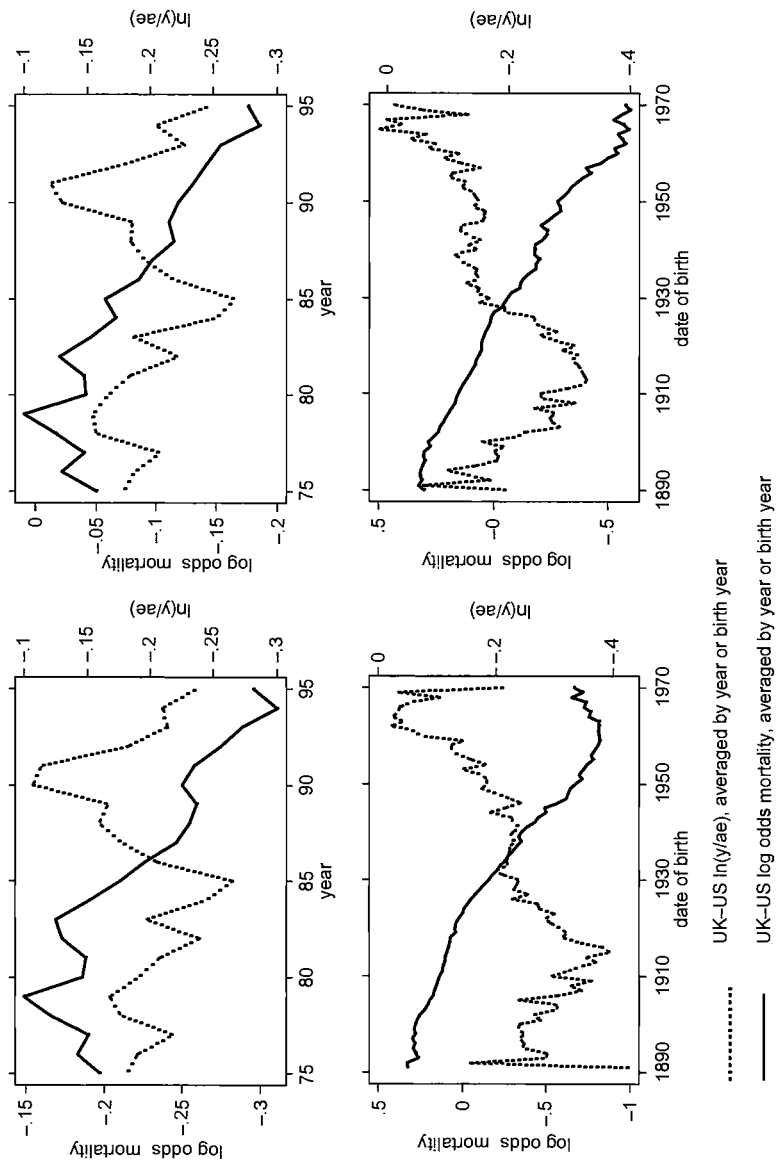 log odds mortality
-.15
-.2
-.25
-.3
ln(y/ae)
-.1
-.15
-.2
-.25
-.3
75 80 85 90 95
year
log odds mortality
0
-.05
-.1
-.15
-.2
ln(y/ae)
-.1
-.15
-.2
-.25
-.3
75 80 85 90 95
year
log odds mortality
.5
0
-.5
-1
ln(y/ae)
0
-.2
-.4
1890 1910 1930 1950 1970
date of birth
log odds mortality
.5
-0
-.5
ln(y/ae)
0
-.2
-.4
1890 1910 1930 1950 1970
date of birth
UK–US ln(y/ae), averaged by year or birth year
UK–US log odds mortality, averaged by year or birth year